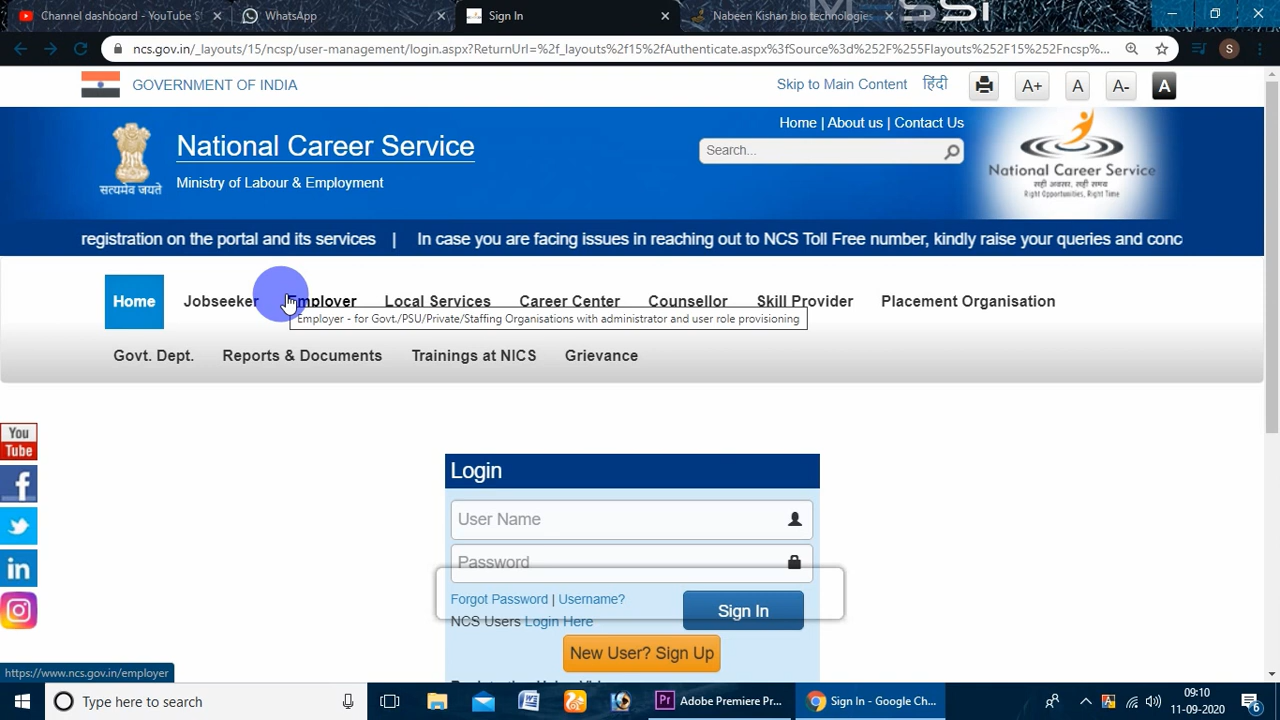 Channel dashboard - YouTube S
WhatsApp
Sign In
Nabeen Kishan bio technologies
MESSI
ncs.gov.in/_layouts/15/ncsp/user-management/login.aspx?ReturnUrl=%2f_layouts%2f15%2fAuthenticate.aspx%3fSource%3d%252F%255Flayouts%252F15%252Fncsp%...
S
GOVERNMENT OF INDIA
Skip to Main Content
हिंदी
A+
A
A-
A
Home | About us | Contact Us
National Career Service
Search...
Ministry of Labour & Employment
सत्यमेव जयते
National Career Service
सही अवसर, सही समय
Right Opportunities, Right Time
registration on the portal and its services | In case you are facing issues in reaching out to NCS Toll Free number, kindly raise your queries and conc
Home
Jobseeker
Employer
Local Services
Career Center
Counsellor
Skill Provider
Placement Organisation
Employer - for Govt./PSU/Private/Staffing Organisations with administrator and user role provisioning
Govt. Dept.
Reports & Documents
Trainings at NICS
Grievance
You
Tube
Login
User Name
Password
Forgot Password | Username?
NCS Users Login Here
Sign In
New User? Sign Up
https://www.ncs.gov.in/employer
Type here to search
Adobe Premiere Pr...
Sign In - Google Ch...
09:10
11-09-2020
6